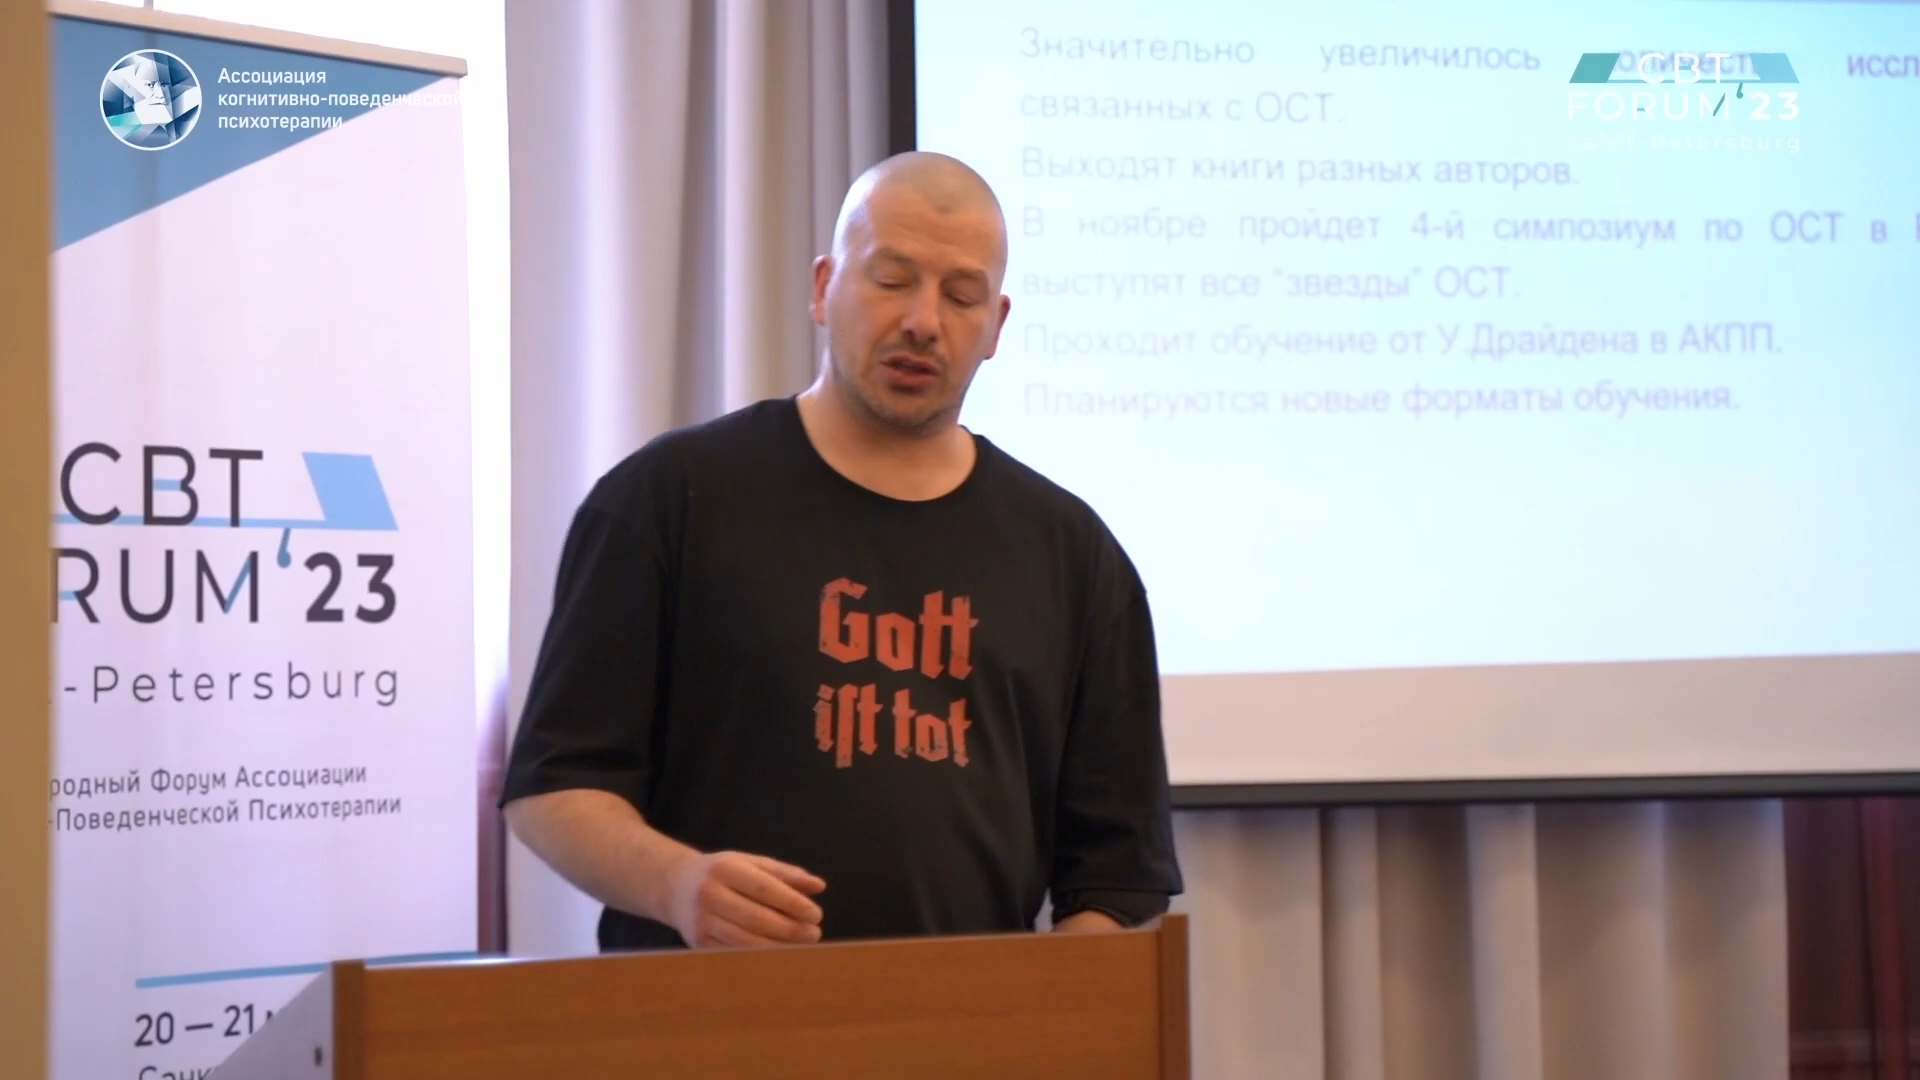 Ассоциация
когнитивно-поведенческой
психотерапии
CBT
FORUM '23
Saint-Petersburg
Значительно увеличилось
связанных с ОСТ.
Выходят книги разных авторов.
В ноябре пройдет 4-й симпозиум по ОСТ в
выступят все "звезды" ОСТ.
Проходит обучение от У.Драйдена в АКПП.
Планируются новые форматы обучения.
Gott
iſt tot
CBT
RUM '23
-Petersburg
родный Форум Ассоциации
-Поведенческой Психотерапии
20 — 21